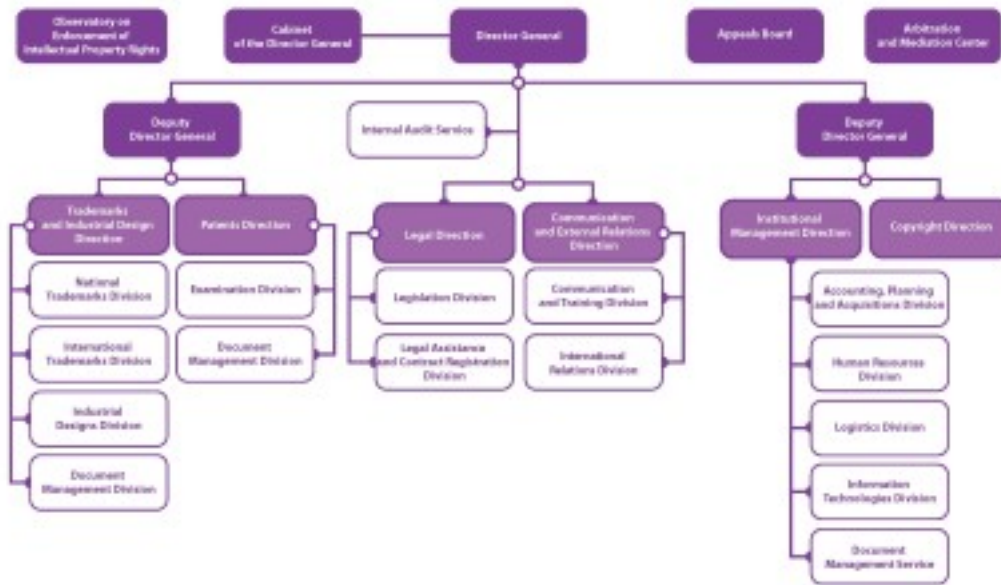 Observatory on
Enforcement of
Intellectual Property Rights
Cabinet
of the Director General
Director General
Appeals Board
Arbitration
and Mediation Center
Deputy
Director General
Internal Audit Service
Deputy
Director General
Trademarks
and Industrial Design
Direction
Patents Direction
Legal Direction
Communication
and External Relations
Direction
Institutional
Management Direction
Copyright Direction
National
Trademarks Division
Examination Division
Legislation Division
Communication
and Training Division
Accounting, Planning
and Acquisitions Division
International
Trademarks Division
Document
Management Division
Legal Assistance
and Contract Registration
Division
International
Relations Division
Human Resources
Division
Industrial
Designs Division
Logistics Division
Document
Management Division
Information
Technologies Division
Document
Management Service